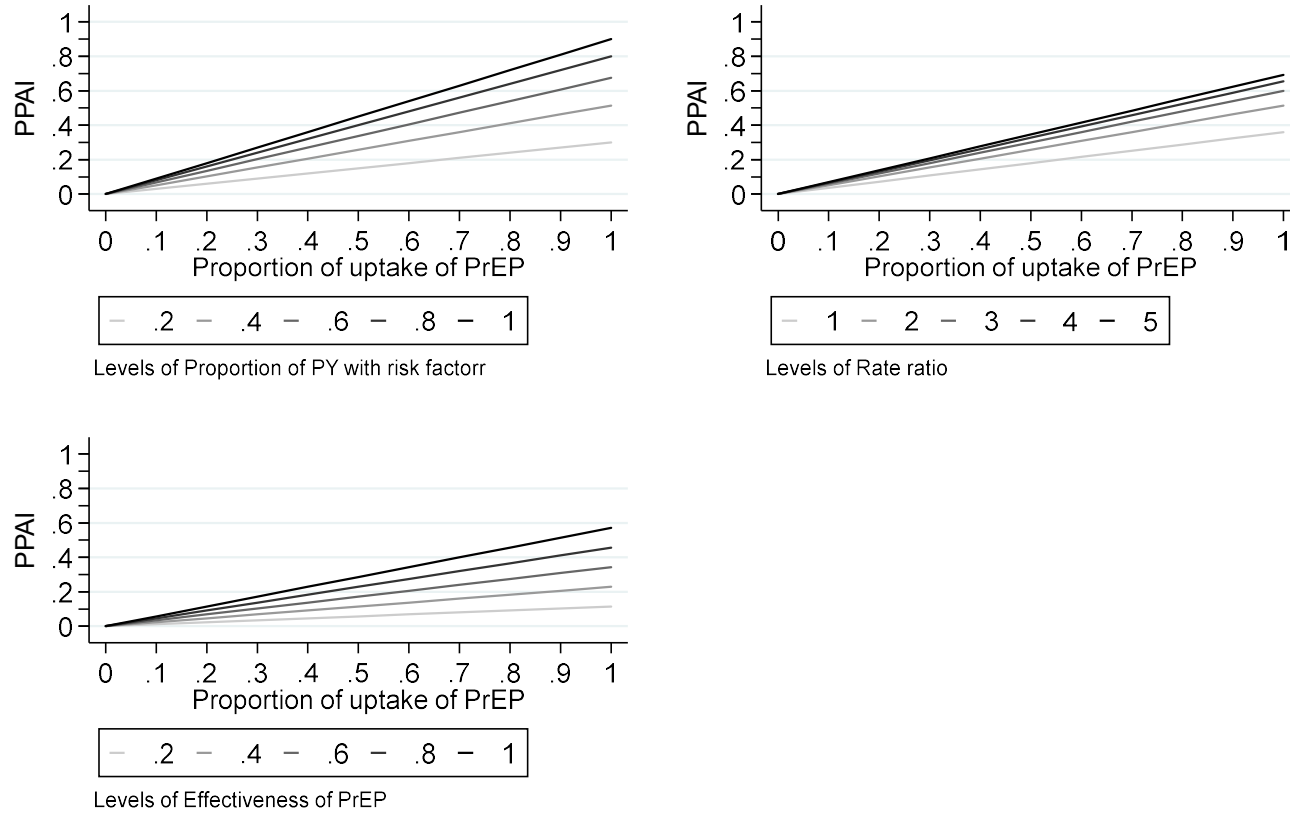 PPAI
1
.8
.6
.4
.2
0
0 .1 .2 .3 .4 .5 .6 .7 .8 .9 1
Proportion of uptake of PrEP
.2 .4 .6 .8 1
Levels of Proportion of PY with risk factorr
PPAI
1
.8
.6
.4
.2
0
0 .1 .2 .3 .4 .5 .6 .7 .8 .9 1
Proportion of uptake of PrEP
1 2 3 4 5
Levels of Rate ratio
PPAI
1
.8
.6
.4
.2
0
0 .1 .2 .3 .4 .5 .6 .7 .8 .9 1
Proportion of uptake of PrEP
.2 .4 .6 .8 1
Levels of Effectiveness of PrEP